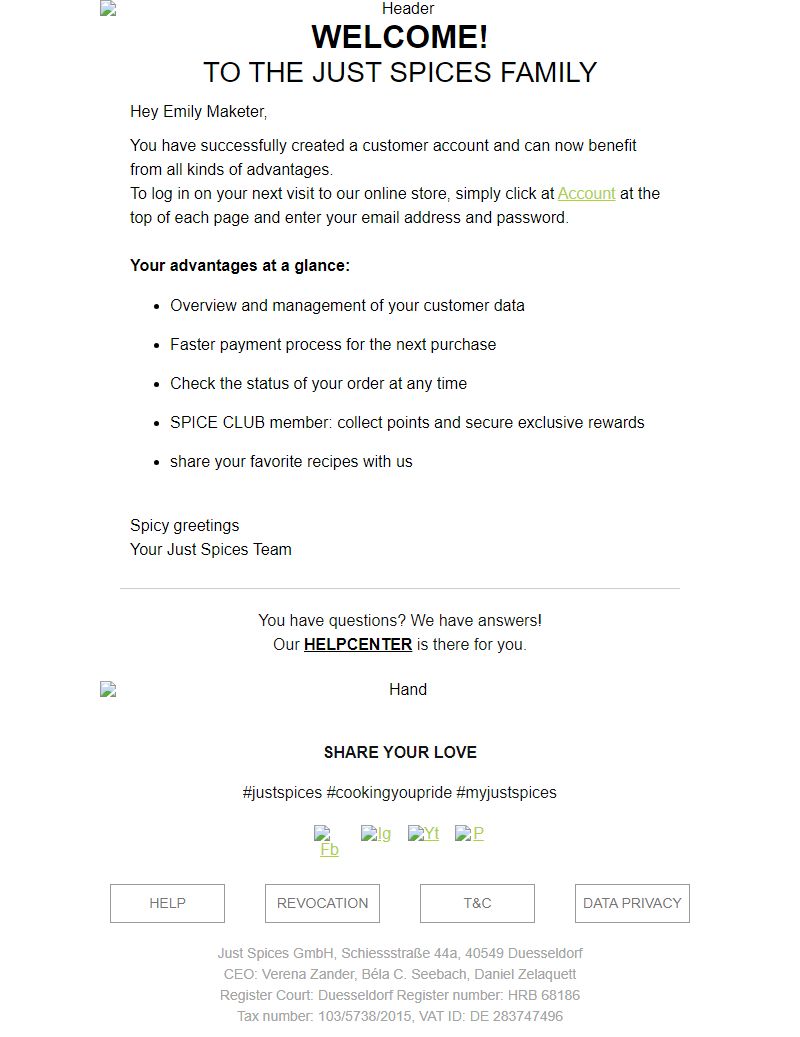 Header
WELCOME!
TO THE JUST SPICES FAMILY
Hey Emily Maketer,
You have successfully created a customer account and can now benefit
from all kinds of advantages.
To log in on your next visit to our online store, simply click at Account at the
top of each page and enter your email address and password.
Your advantages at a glance:
• Overview and management of your customer data
• Faster payment process for the next purchase
• Check the status of your order at any time
• SPICE CLUB member: collect points and secure exclusive rewards
• share your favorite recipes with us
Spicy greetings
Your Just Spices Team
You have questions? We have answers!
Our HELPCENTER is there for you.
Hand
SHARE YOUR LOVE
#justspices #cookingyoupride #myjustspices
Fb Ig Yt P
HELP REVOCATION T&C DATA PRIVACY
Just Spices GmbH, Schiessstraße 44a, 40549 Duesseldorf
CEO: Verena Zander, Béla C. Seebach, Daniel Zelaquett
Register Court: Duesseldorf Register number: HRB 68186
Tax number: 103/5738/2015, VAT ID: DE 283747496